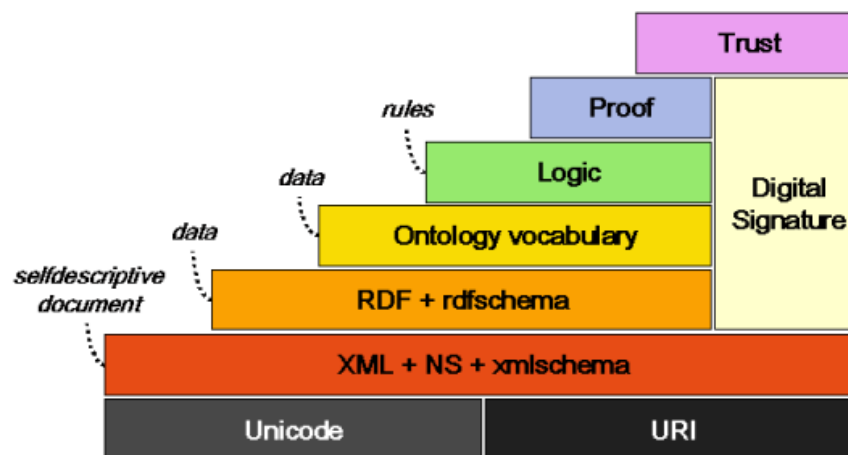 Trust
Proof
rules
Logic
Digital
Signature
data
Ontology vocabulary
data
RDF + rdfschema
selfdescriptive
document
XML + NS + xmlschema
Unicode
URI